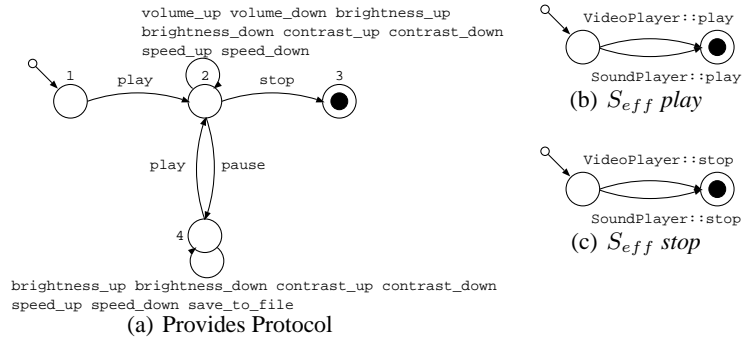 volume_up volume_down brightness_up
brightness_down contrast_up contrast_down
speed_up speed_down
1
2
3
play
stop
play
pause
4
brightness_up brightness_down contrast_up contrast_down
speed_up speed_down save_to_file
(a) Provides Protocol
VideoPlayer::play
SoundPlayer::play
(b) S_eff play
VideoPlayer::stop
SoundPlayer::stop
(c) S_eff stop